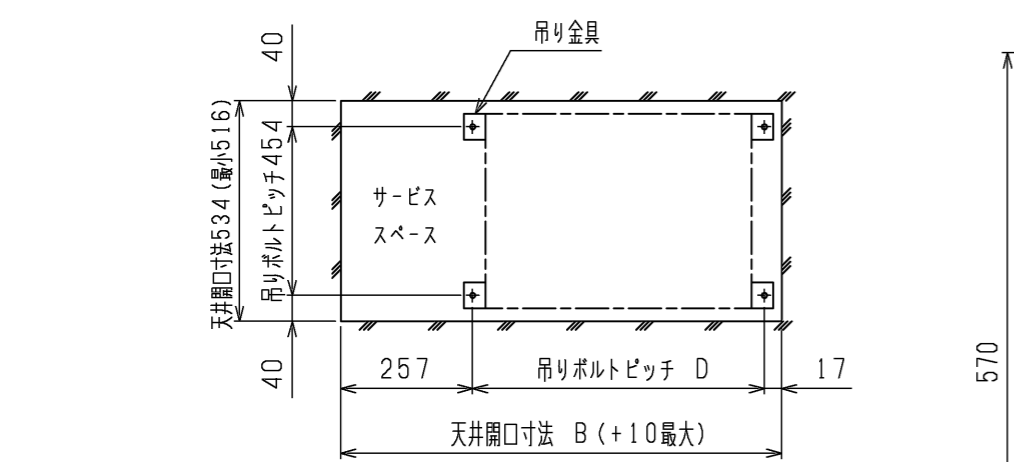 吊り金具
40
天井開口寸法534(最小516)
吊りボルトピッチ454
サービス
スペース
40
257
吊りボルトピッチ D
17
天井開口寸法 B(+10最大)
570